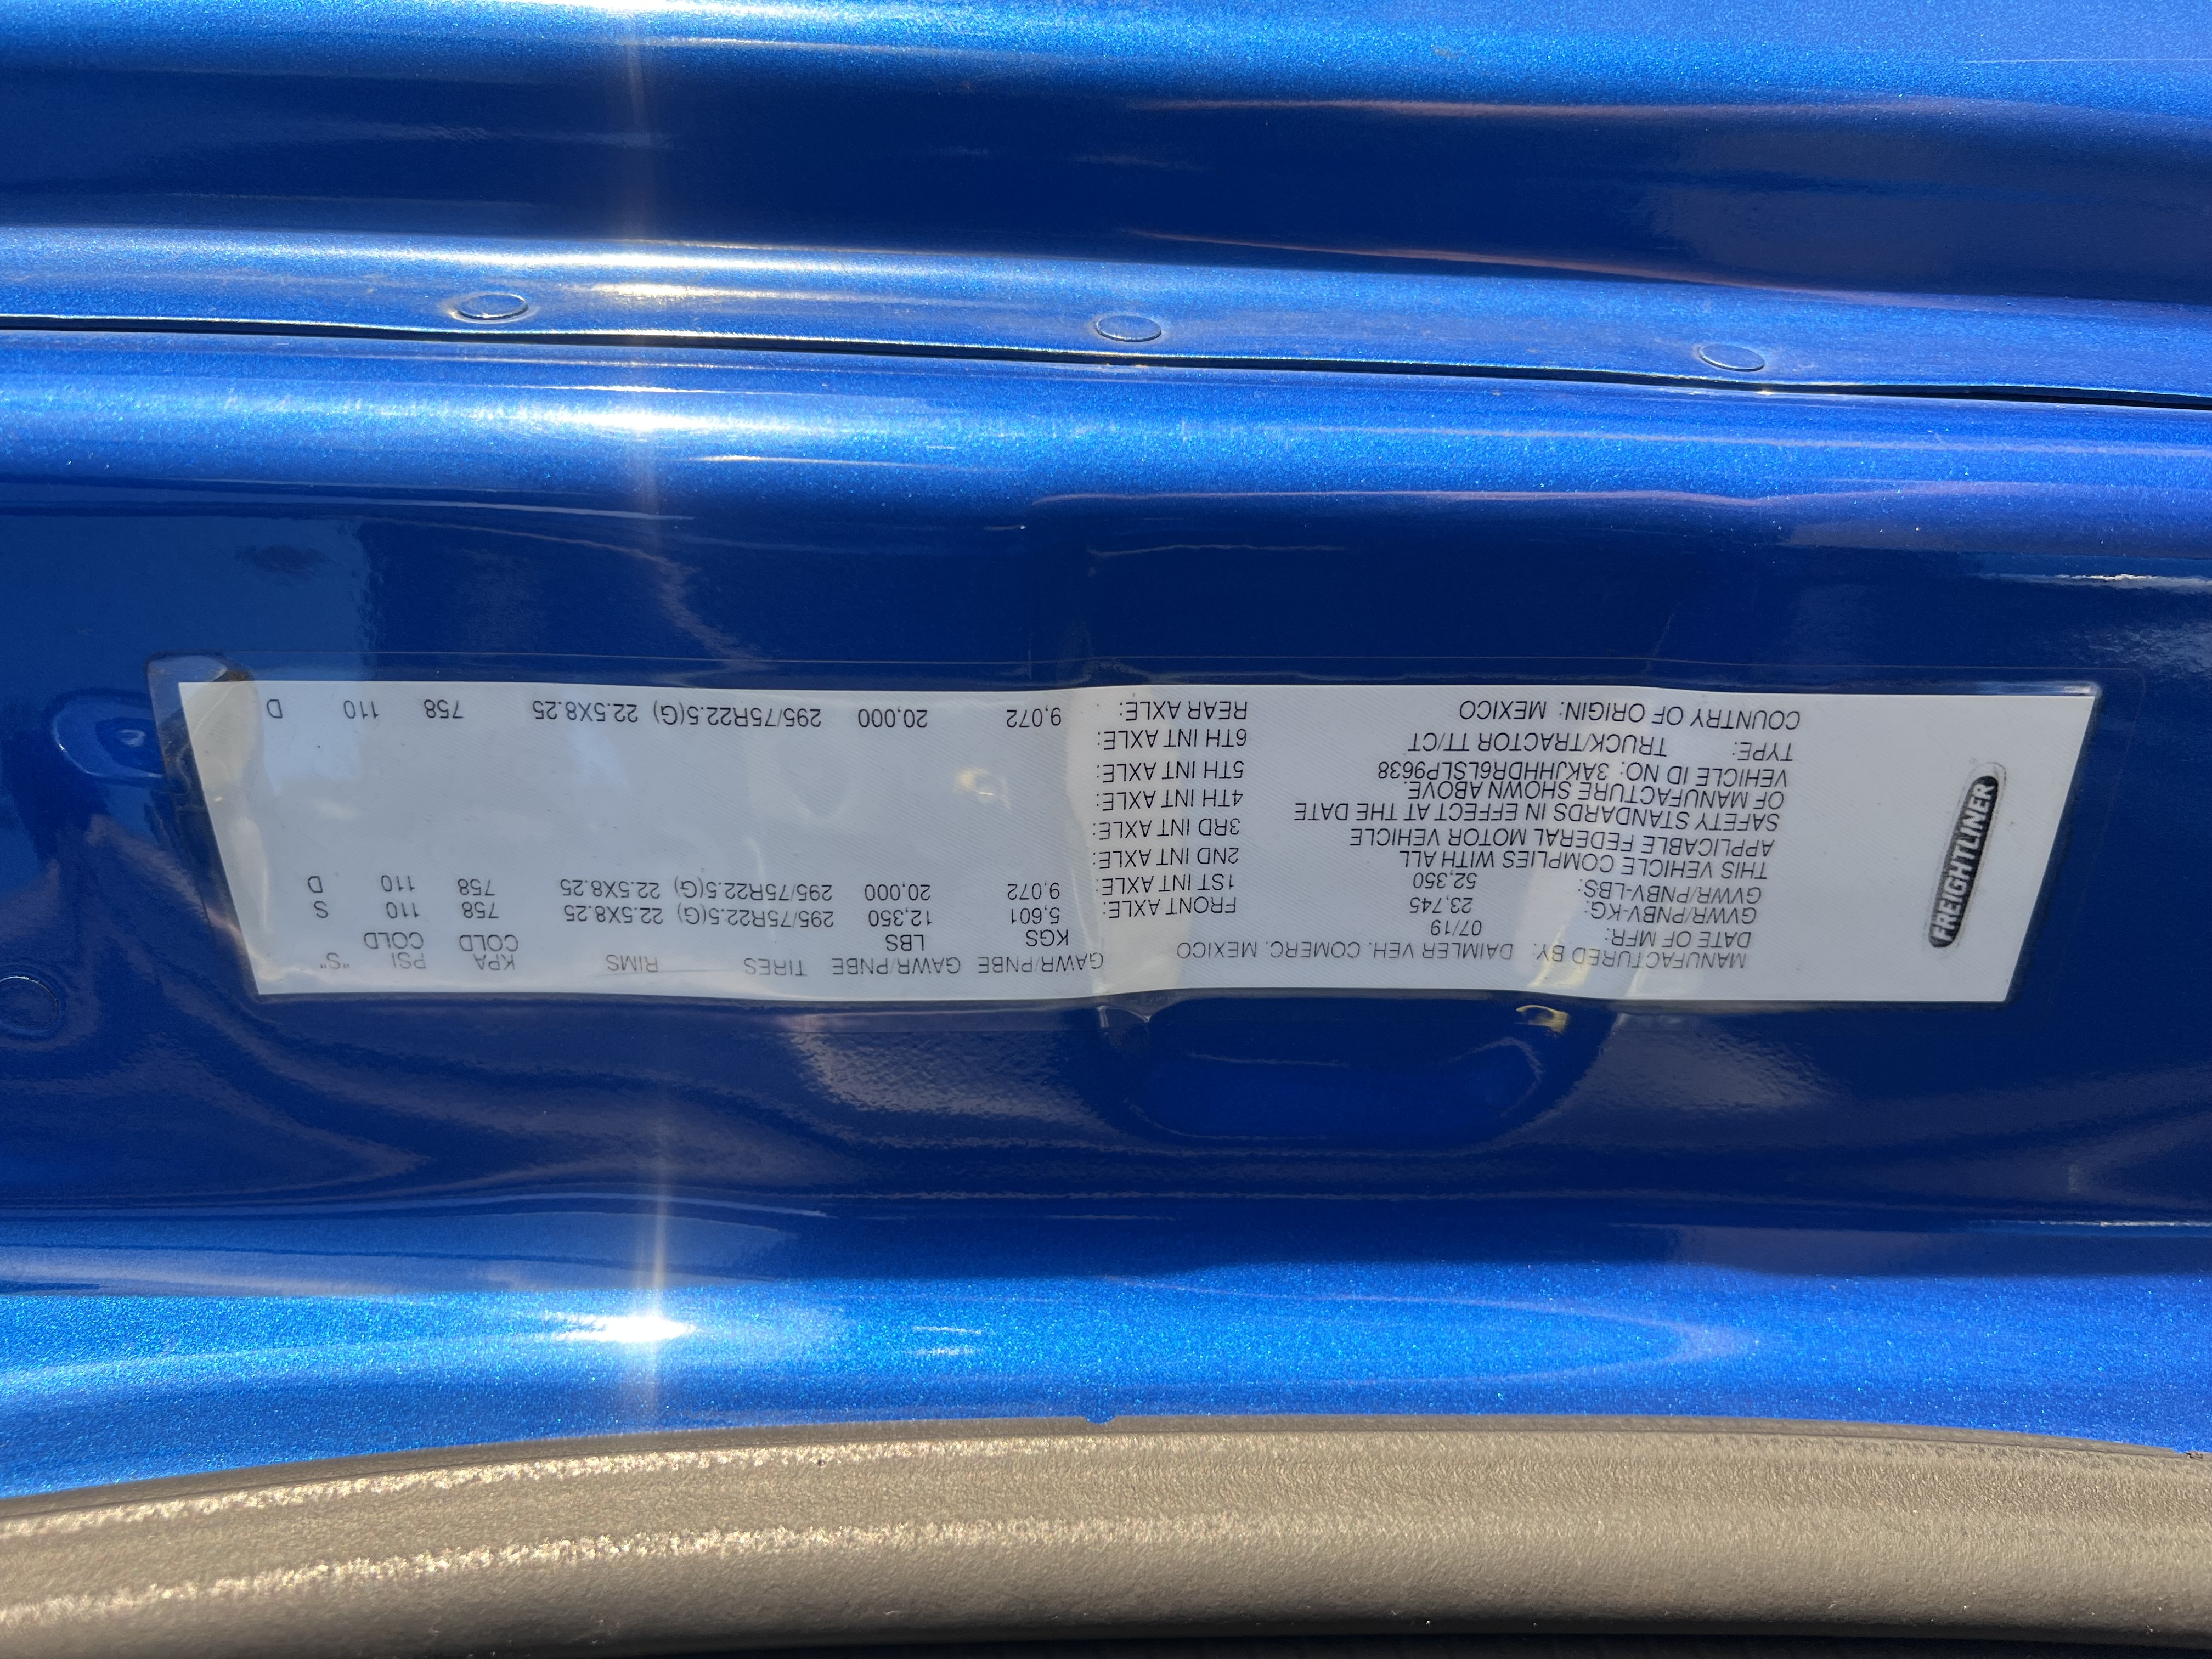 FREIGHTLINER
MANUFACTURED BY: DAIMLER VEH. COMERC. MEXICO
DATE OF MFR: 07/19
GVWR/PNBV-KG: 23,745
GVWR/PNBV-LBS: 52,350
THIS VEHICLE COMPLIES WITH ALL
APPLICABLE FEDERAL MOTOR VEHICLE
SAFETY STANDARDS IN EFFECT AT THE DATE
OF MANUFACTURE SHOWN ABOVE.
VEHICLE ID NO: 3AKJHHDR6LSLP9638
TYPE: TRUCK/TRACTOR TT/CT
COUNTRY OF ORIGIN: MEXICO
GAWR/PNBE GAWR/PNBE TIRES RIMS KPA PSI "S"
KGS LBS COLD COLD
FRONT AXLE: 5,601 12,350 295/75R22.5(G) 22.5X8.25 758 110 S
1ST INT AXLE: 9,072 20,000 295/75R22.5(G) 22.5X8.25 758 110 D
2ND INT AXLE:
3RD INT AXLE:
4TH INT AXLE:
5TH INT AXLE:
6TH INT AXLE:
REAR AXLE: 9,072 20,000 295/75R22.5(G) 22.5X8.25 758 110 D